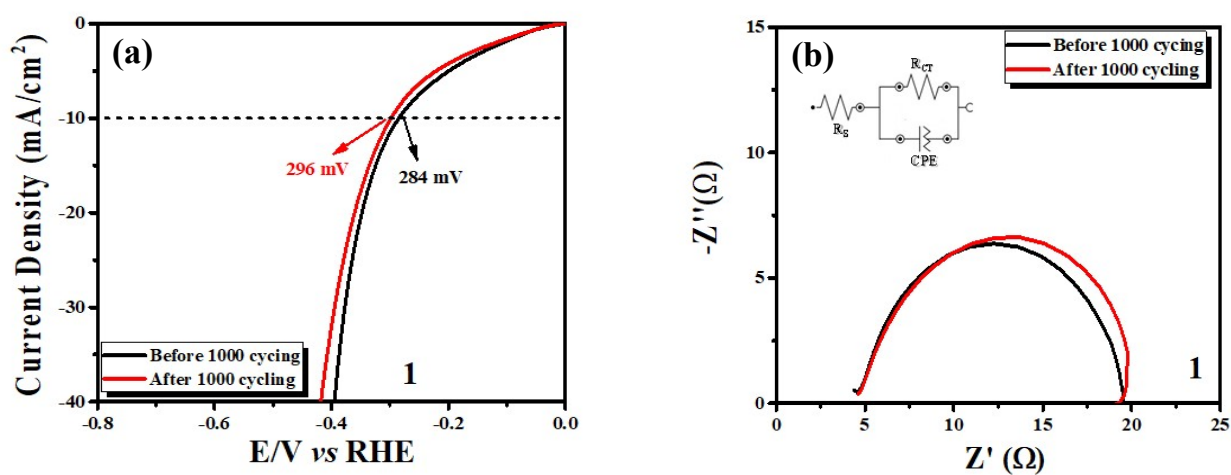 (a)
0
-10
-20
-30
-40
Current Density (mA/cm²)
296 mV
284 mV
Before 1000 cycing
After 1000 cycling
1
-0.8
-0.6
-0.4
-0.2
0.0
E/V vs RHE
(b)
15
10
5
0
-Z''(Ω)
Before 1000 cycing
After 1000 cycling
R_CT
R_S
CPE
1
0
5
10
15
20
25
Z' (Ω)